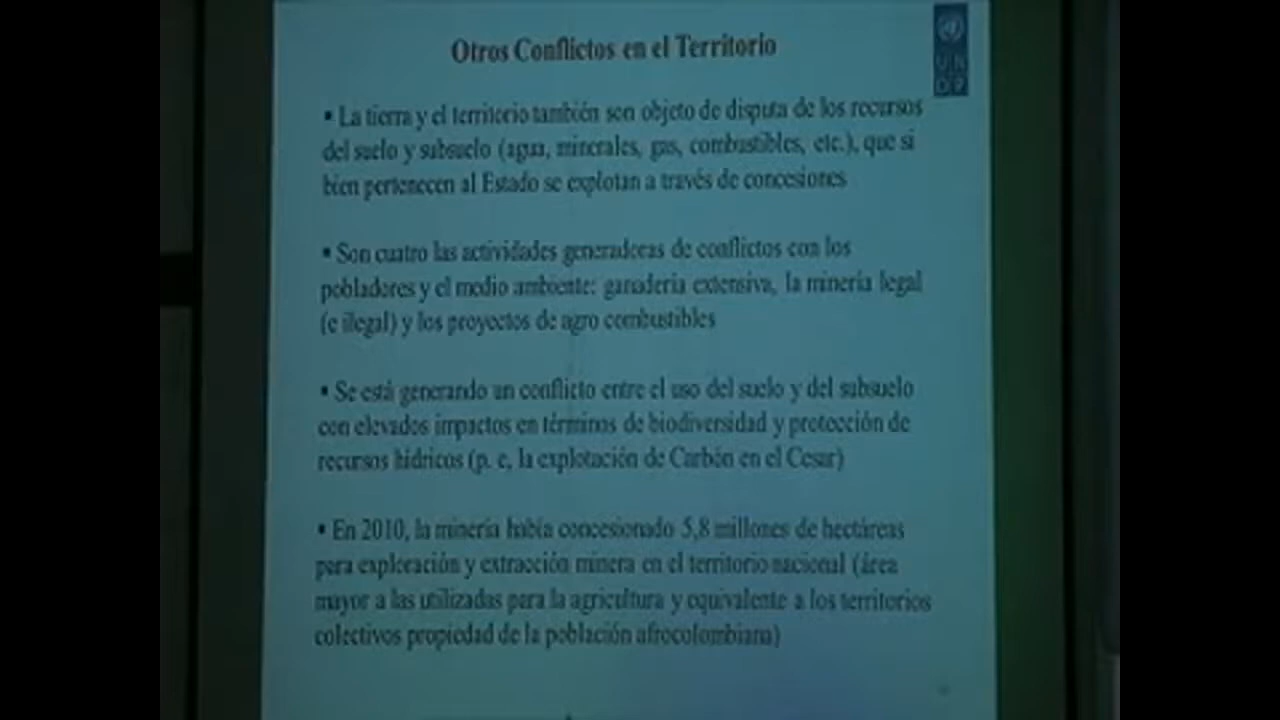 Otros Conflictos en el Territorio
UN
DP
▪ La tierra y el territorio también son objeto de disputa de los recursos
del suelo y subsuelo (agua, minerales, gas, combustibles, etc.), que si
bien pertenecen al Estado se explotan a través de concesiones
▪ Son cuatro las actividades generadoras de conflictos con los
pobladores y el medio ambiente: ganadería extensiva, la minería legal
(e ilegal) y los proyectos de agro combustibles
▪ Se está generando un conflicto entre el uso del suelo y del subsuelo
con elevados impactos en términos de biodiversidad y protección de
recursos hídricos (p. e, la explotación de Carbón en el Cesar)
▪ En 2010, la minería había concesionado 5,8 millones de hectáreas
para exploración y extracción minera en el territorio nacional (área
mayor a las utilizadas para la agricultura y equivalente a los territorios
colectivos propiedad de la población afrocolombiana)